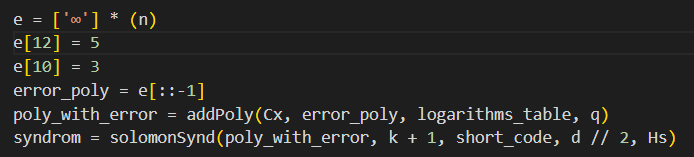 e = ['∞'] * (n)
e[12] = 5
e[10] = 3
error_poly = e[::-1]
poly_with_error = addPoly(Cx, error_poly, logarithms_table, q)
syndrom = solomonSynd(poly_with_error, k + 1, short_code, d // 2, Hs)